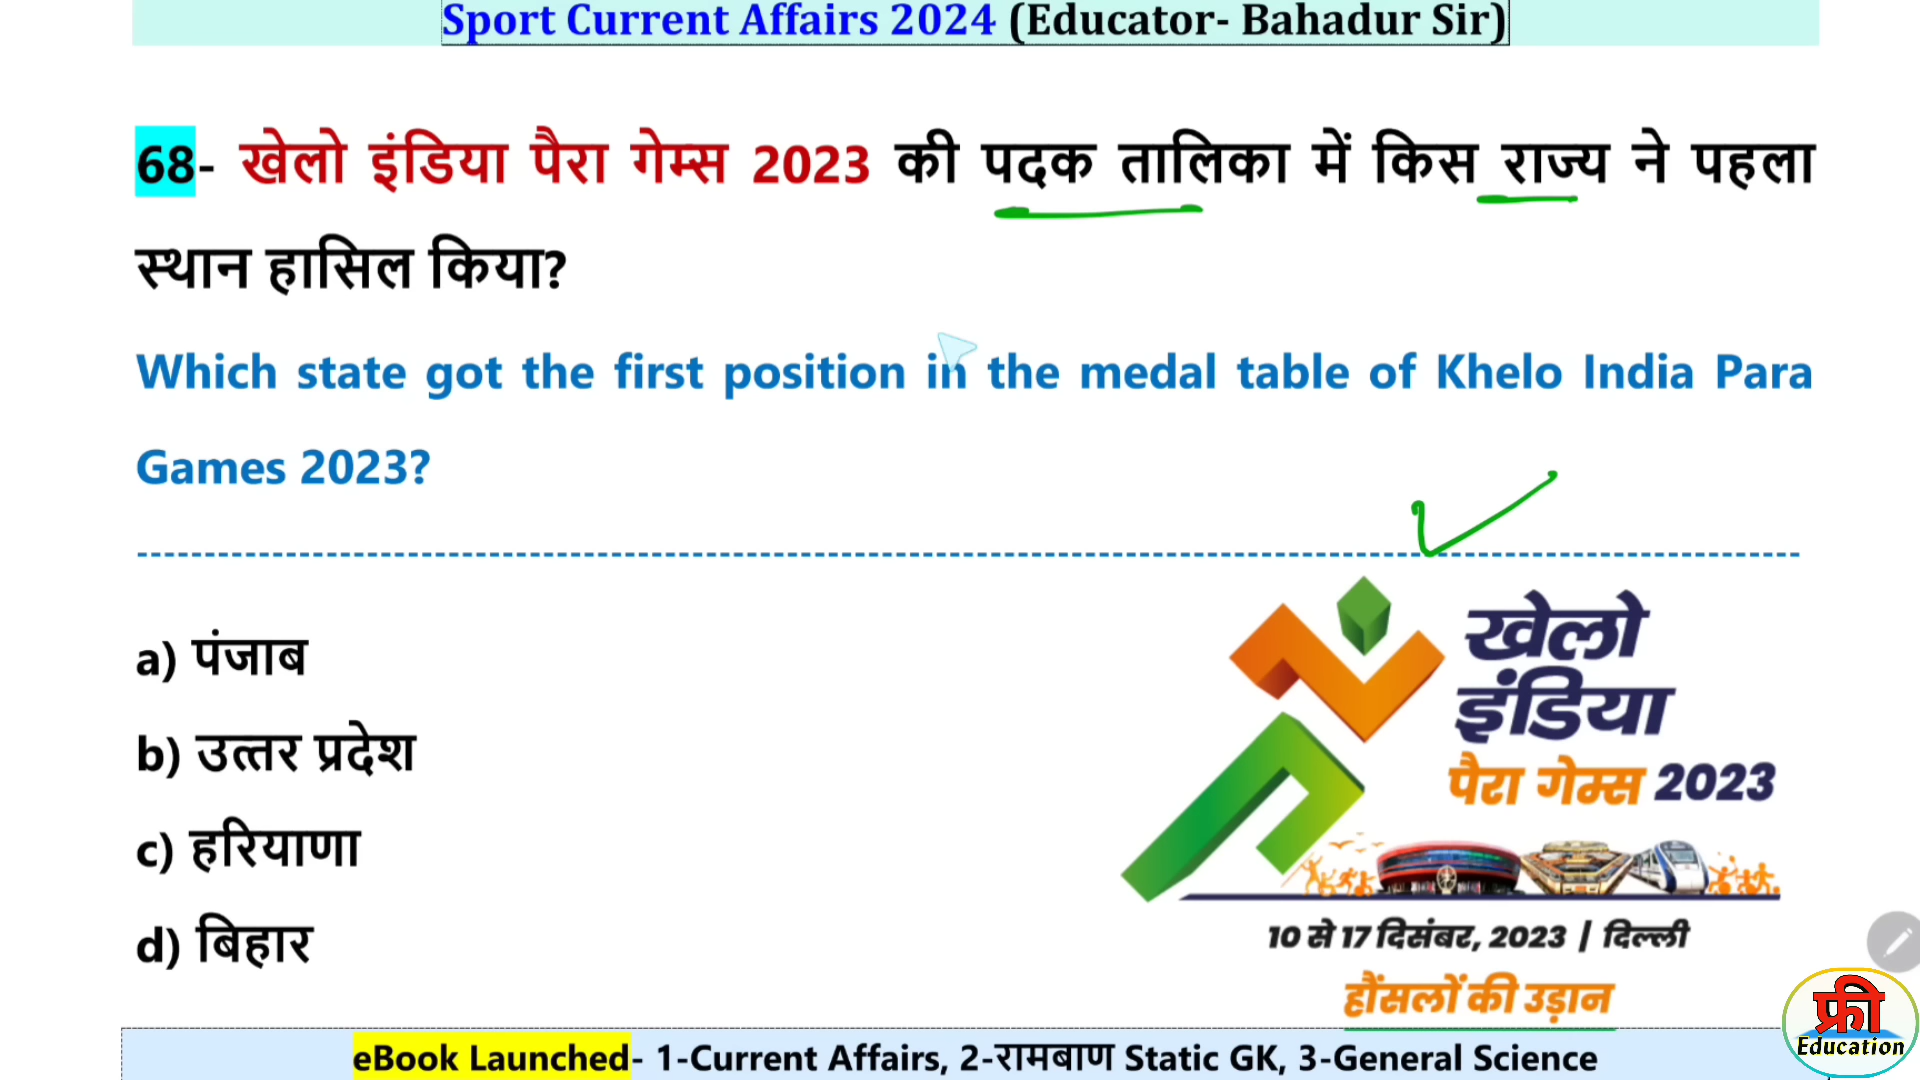 Sport Current Affairs 2024 (Educator- Bahadur Sir)
68- खेलो इंडिया पैरा गेम्स 2023 की पदक तालिका में किस राज्य ने पहला
स्थान हासिल किया?
Which state got the first position in the medal table of Khelo India Para
Games 2023?
a) पंजाब
b) उत्तर प्रदेश
c) हरियाणा
d) बिहार
खेलो
इंडिया
पैरा गेम्स 2023
10 से 17 दिसंबर, 2023 | दिल्ली
हौंसलों की उड़ान
फ्री
Education
eBook Launched- 1-Current Affairs, 2-रामबाण Static GK, 3-General Science